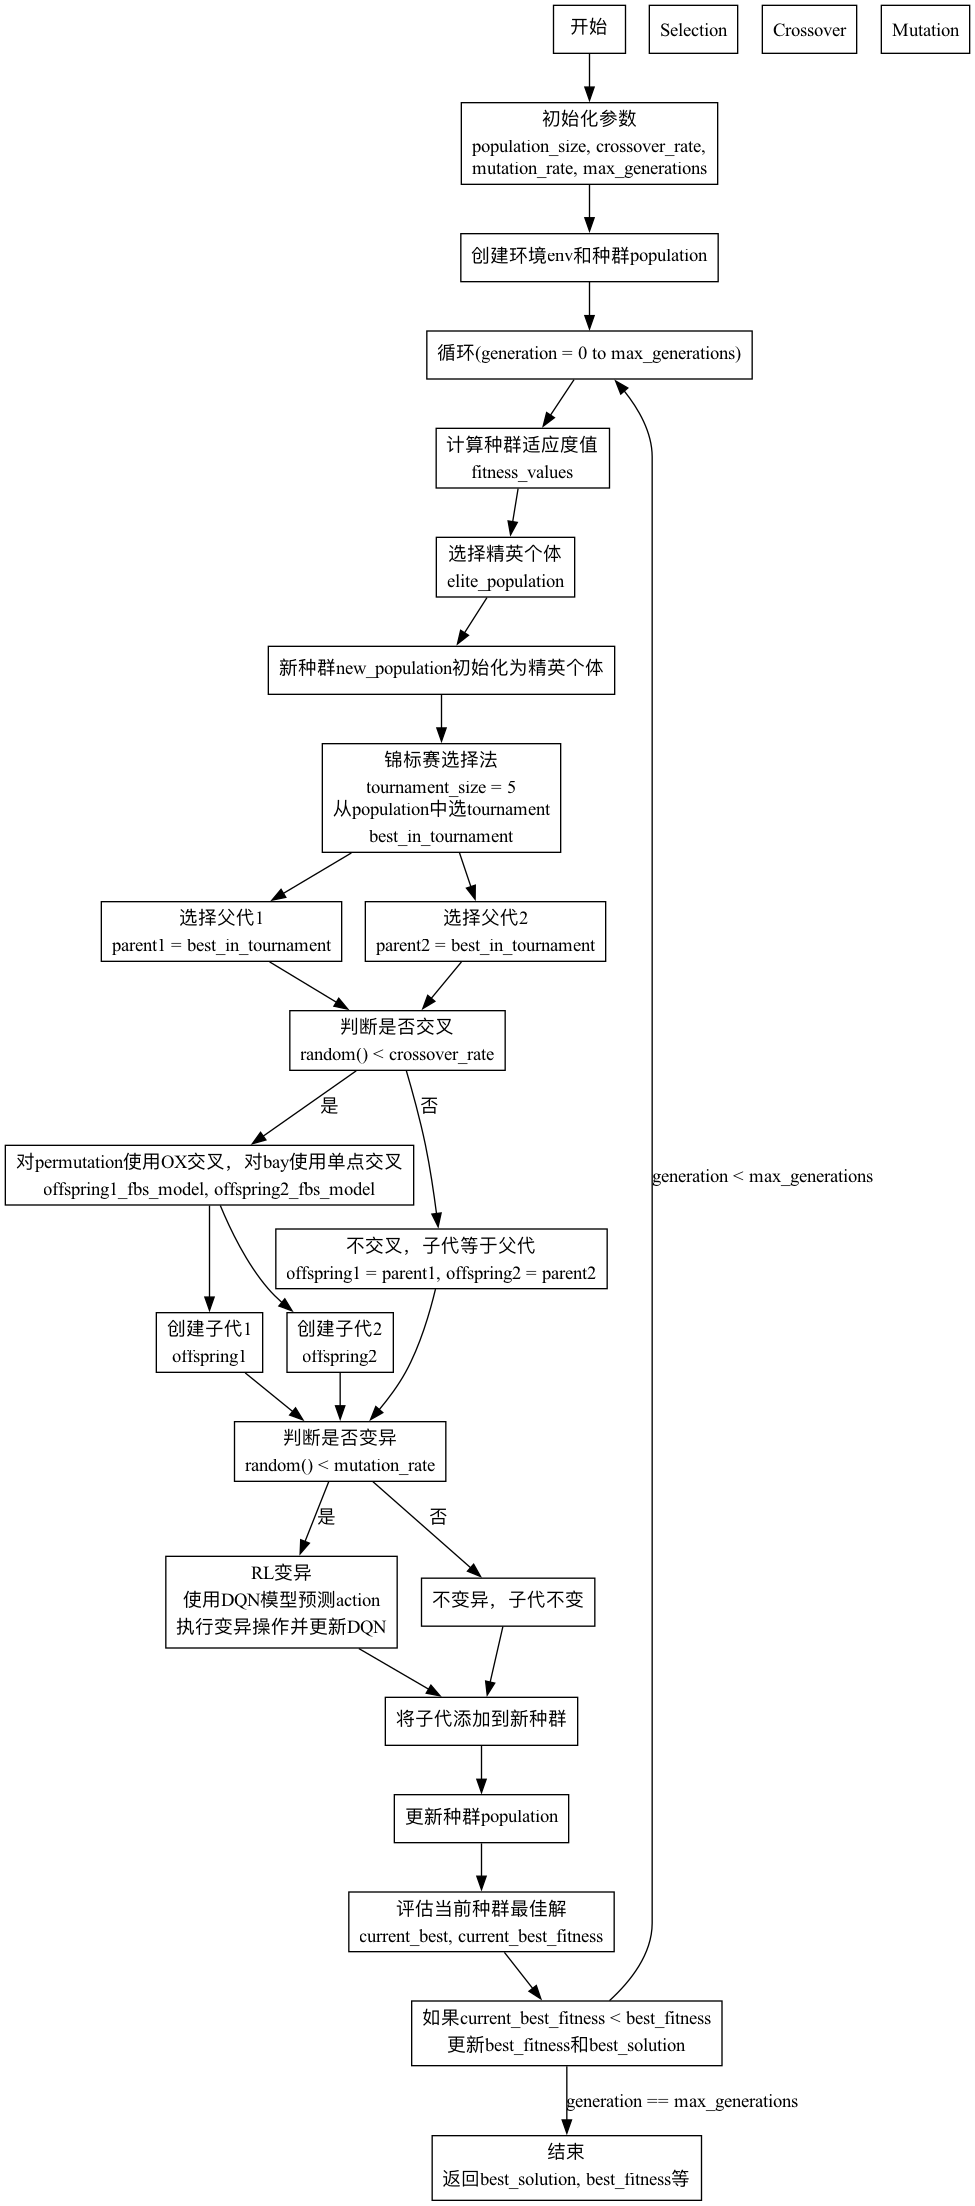 开始
Selection
Crossover
Mutation
初始化参数
population_size, crossover_rate,
mutation_rate, max_generations
创建环境env和种群population
循环(generation = 0 to max_generations)
计算种群适应度值
fitness_values
选择精英个体
elite_population
新种群new_population初始化为精英个体
锦标赛选择法
tournament_size = 5
从population中选tournament
best_in_tournament
选择父代1
parent1 = best_in_tournament
选择父代2
parent2 = best_in_tournament
判断是否交叉
random() < crossover_rate
是
否
对permutation使用OX交叉，对bay使用单点交叉
offspring1_fbs_model, offspring2_fbs_model
generation < max_generations
不交叉，子代等于父代
offspring1 = parent1, offspring2 = parent2
创建子代1
offspring1
创建子代2
offspring2
判断是否变异
random() < mutation_rate
是
否
RL变异
使用DQN模型预测action
执行变异操作并更新DQN
不变异，子代不变
将子代添加到新种群
更新种群population
评估当前种群最佳解
current_best, current_best_fitness
如果current_best_fitness < best_fitness
更新best_fitness和best_solution
generation == max_generations
结束
返回best_solution, best_fitness等